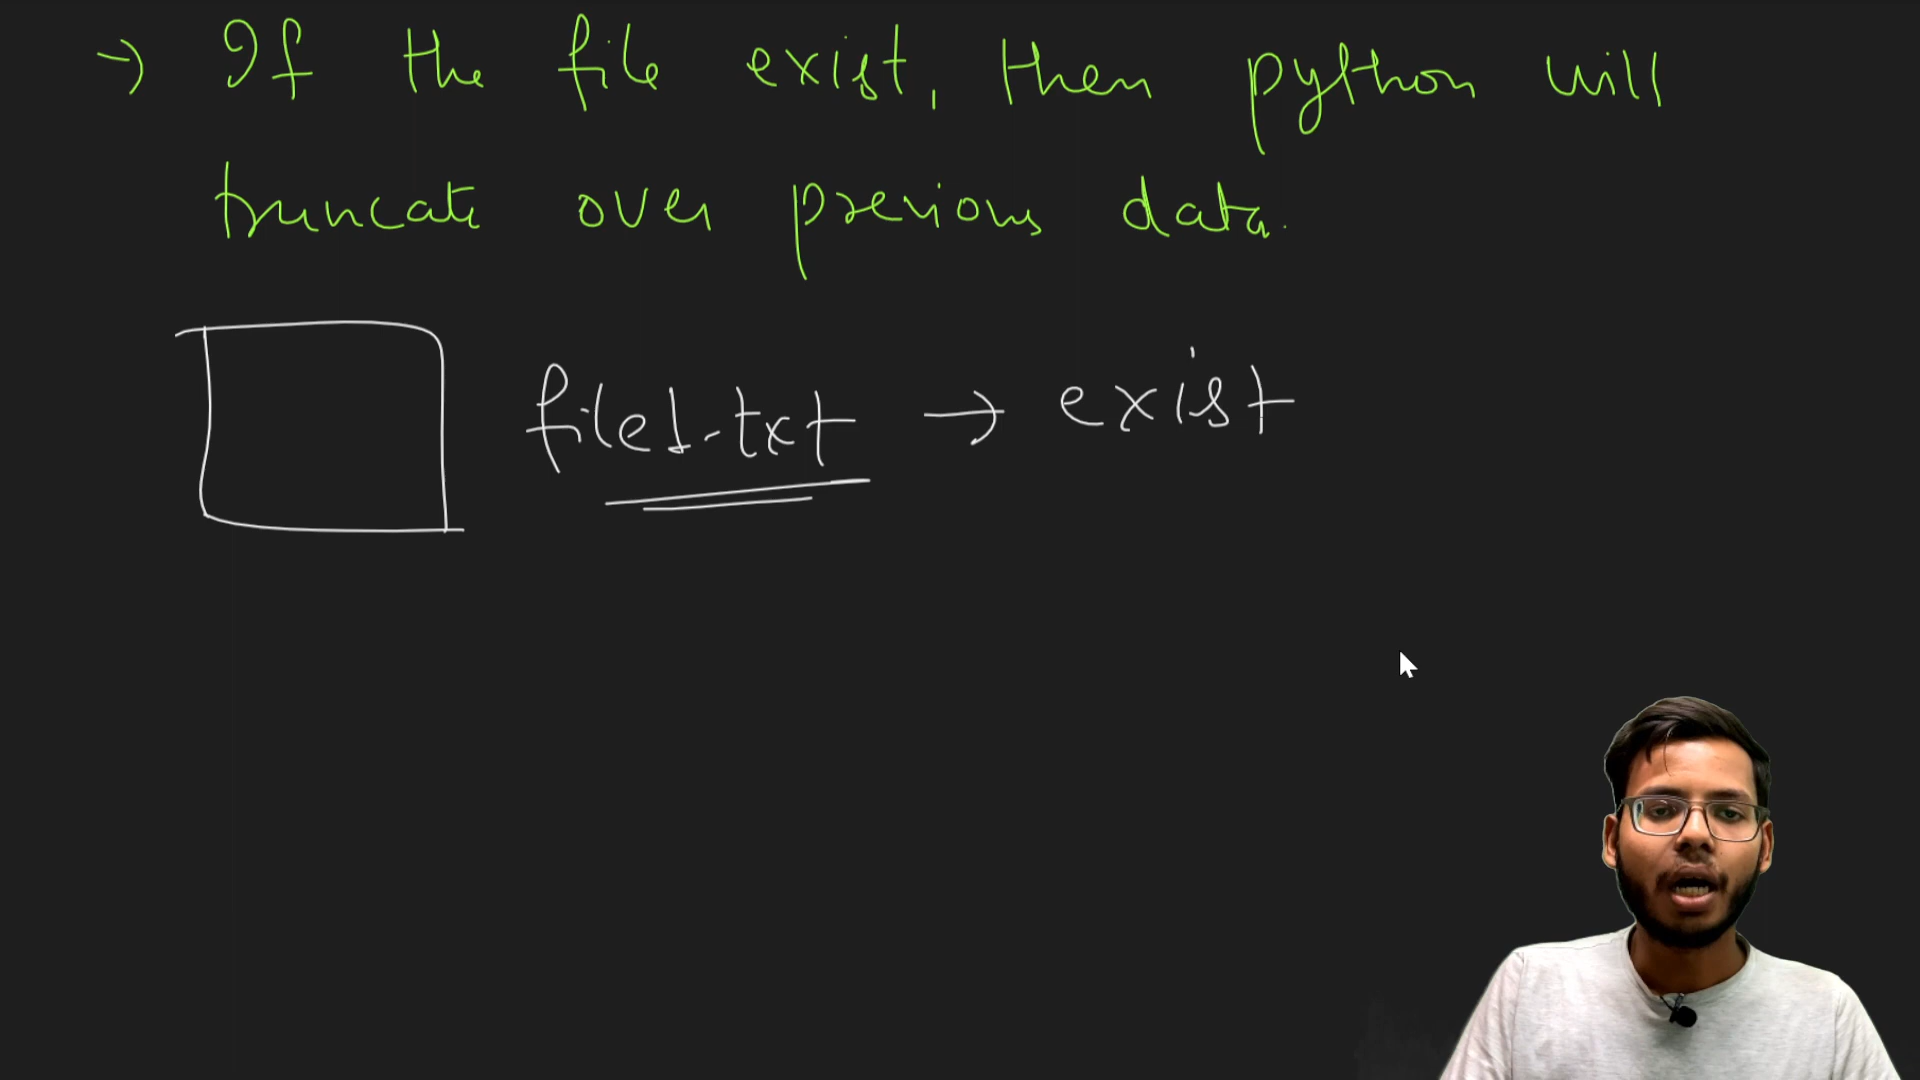 → If the file exist, then python will
truncate over previous data.
file1.txt → exist